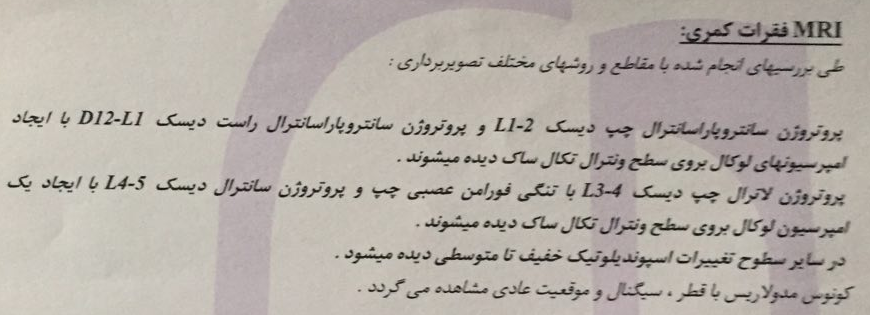 MRI فقرات کمری:
طی بررسیهای انجام شده با مقاطع و روشهای مختلف تصویربرداری :
پروتروژن سانتروپاراسانترال چپ دیسک L1-2 و پروتروژن سانتروپاراسانترال راست دیسک D12-L1 با ایجاد
امپرسیونهای لوکال بروی سطح ونترال تکال ساک دیده میشوند .
پروتروژن لاترال چپ دیسک L3-4 با تنگی فورامن عصبی چپ و پروتروژن سانترال دیسک L4-5 با ایجاد یک
امپرسیون لوکال بروی سطح ونترال تکال ساک دیده میشوند .
در سایر سطوح تغییرات اسپوندیلوتیک خفیف تا متوسطی دیده میشود .
کونوس مدولاریس با قطر ، سیگنال و موقعیت عادی مشاهده می گردد .